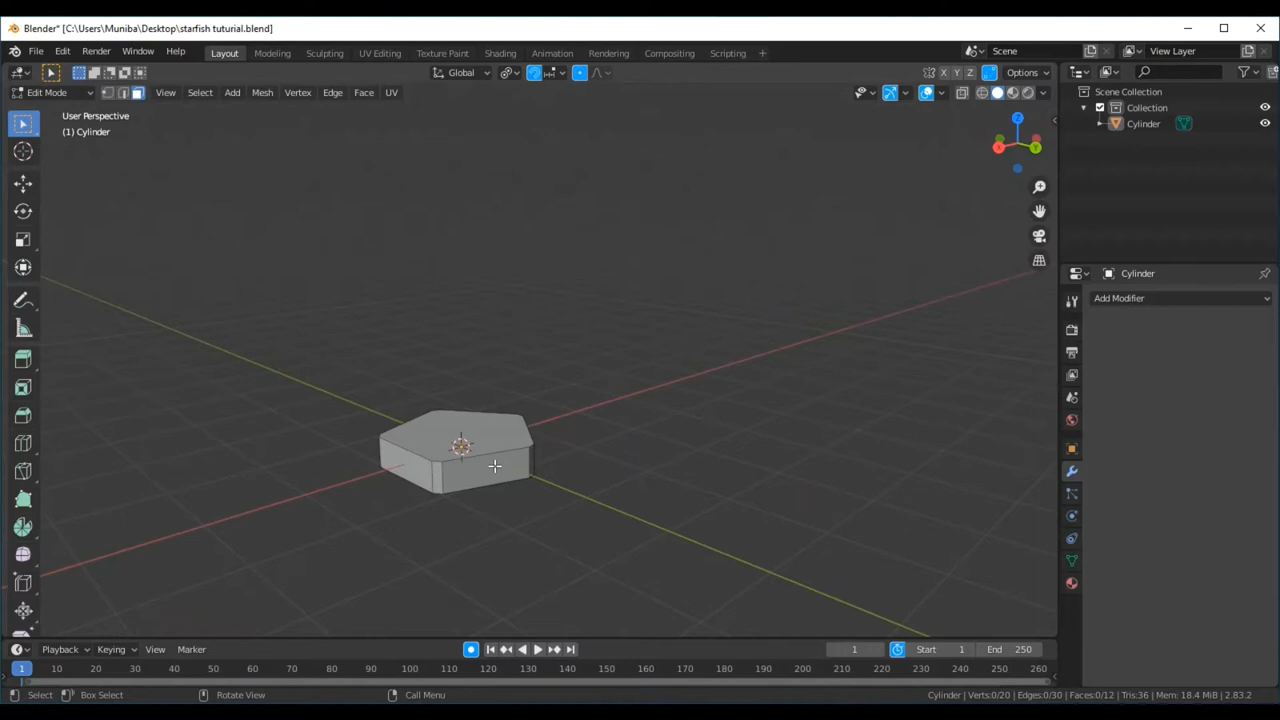 Blender* [C:\Users\Muniba\Desktop\starfish tuturial.blend]
File Edit Render Window Help Layout Modeling Sculpting UV Editing Texture Paint Shading Animation Rendering Compositing Scripting + Scene View Layer
Global X Y Z Options
Edit Mode View Select Add Mesh Vertex Edge Face UV
Scene Collection
Collection
Cylinder
User Perspective
(1) Cylinder
Z
X
Y
Cylinder
Add Modifier
Playback Keying View Marker 1 Start 1 End 250
1 10 20 30 40 50 60 70 80 90 100 110 120 130 140 150 160 170 180 190 200 210 220 230 240 250 260
Select Box Select Rotate View Call Menu Cylinder | Verts:0/20 | Edges:0/30 | Faces:0/12 | Tris:36 | Mem: 18.4 MiB | 2.83.2